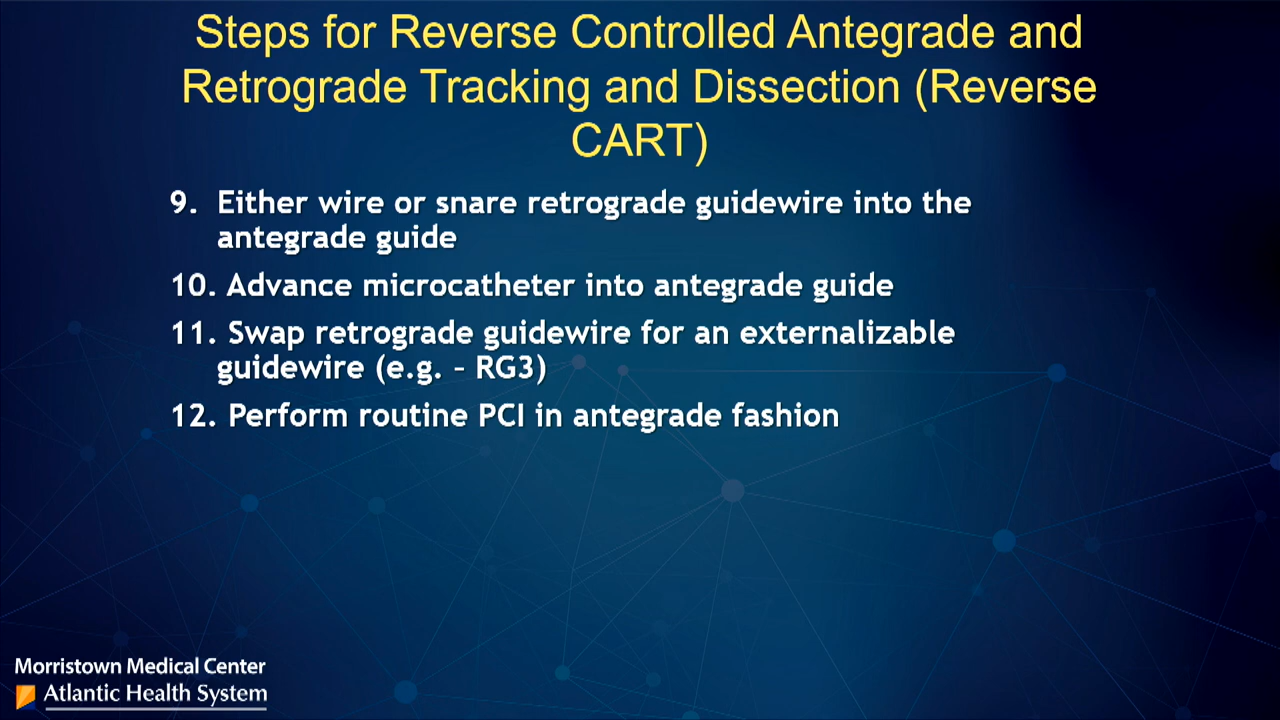 Steps for Reverse Controlled Antegrade and
Retrograde Tracking and Dissection (Reverse
CART)
9. Either wire or snare retrograde guidewire into the
antegrade guide
10. Advance microcatheter into antegrade guide
11. Swap retrograde guidewire for an externalizable
guidewire (e.g. – RG3)
12. Perform routine PCI in antegrade fashion
Morristown Medical Center
Atlantic Health System